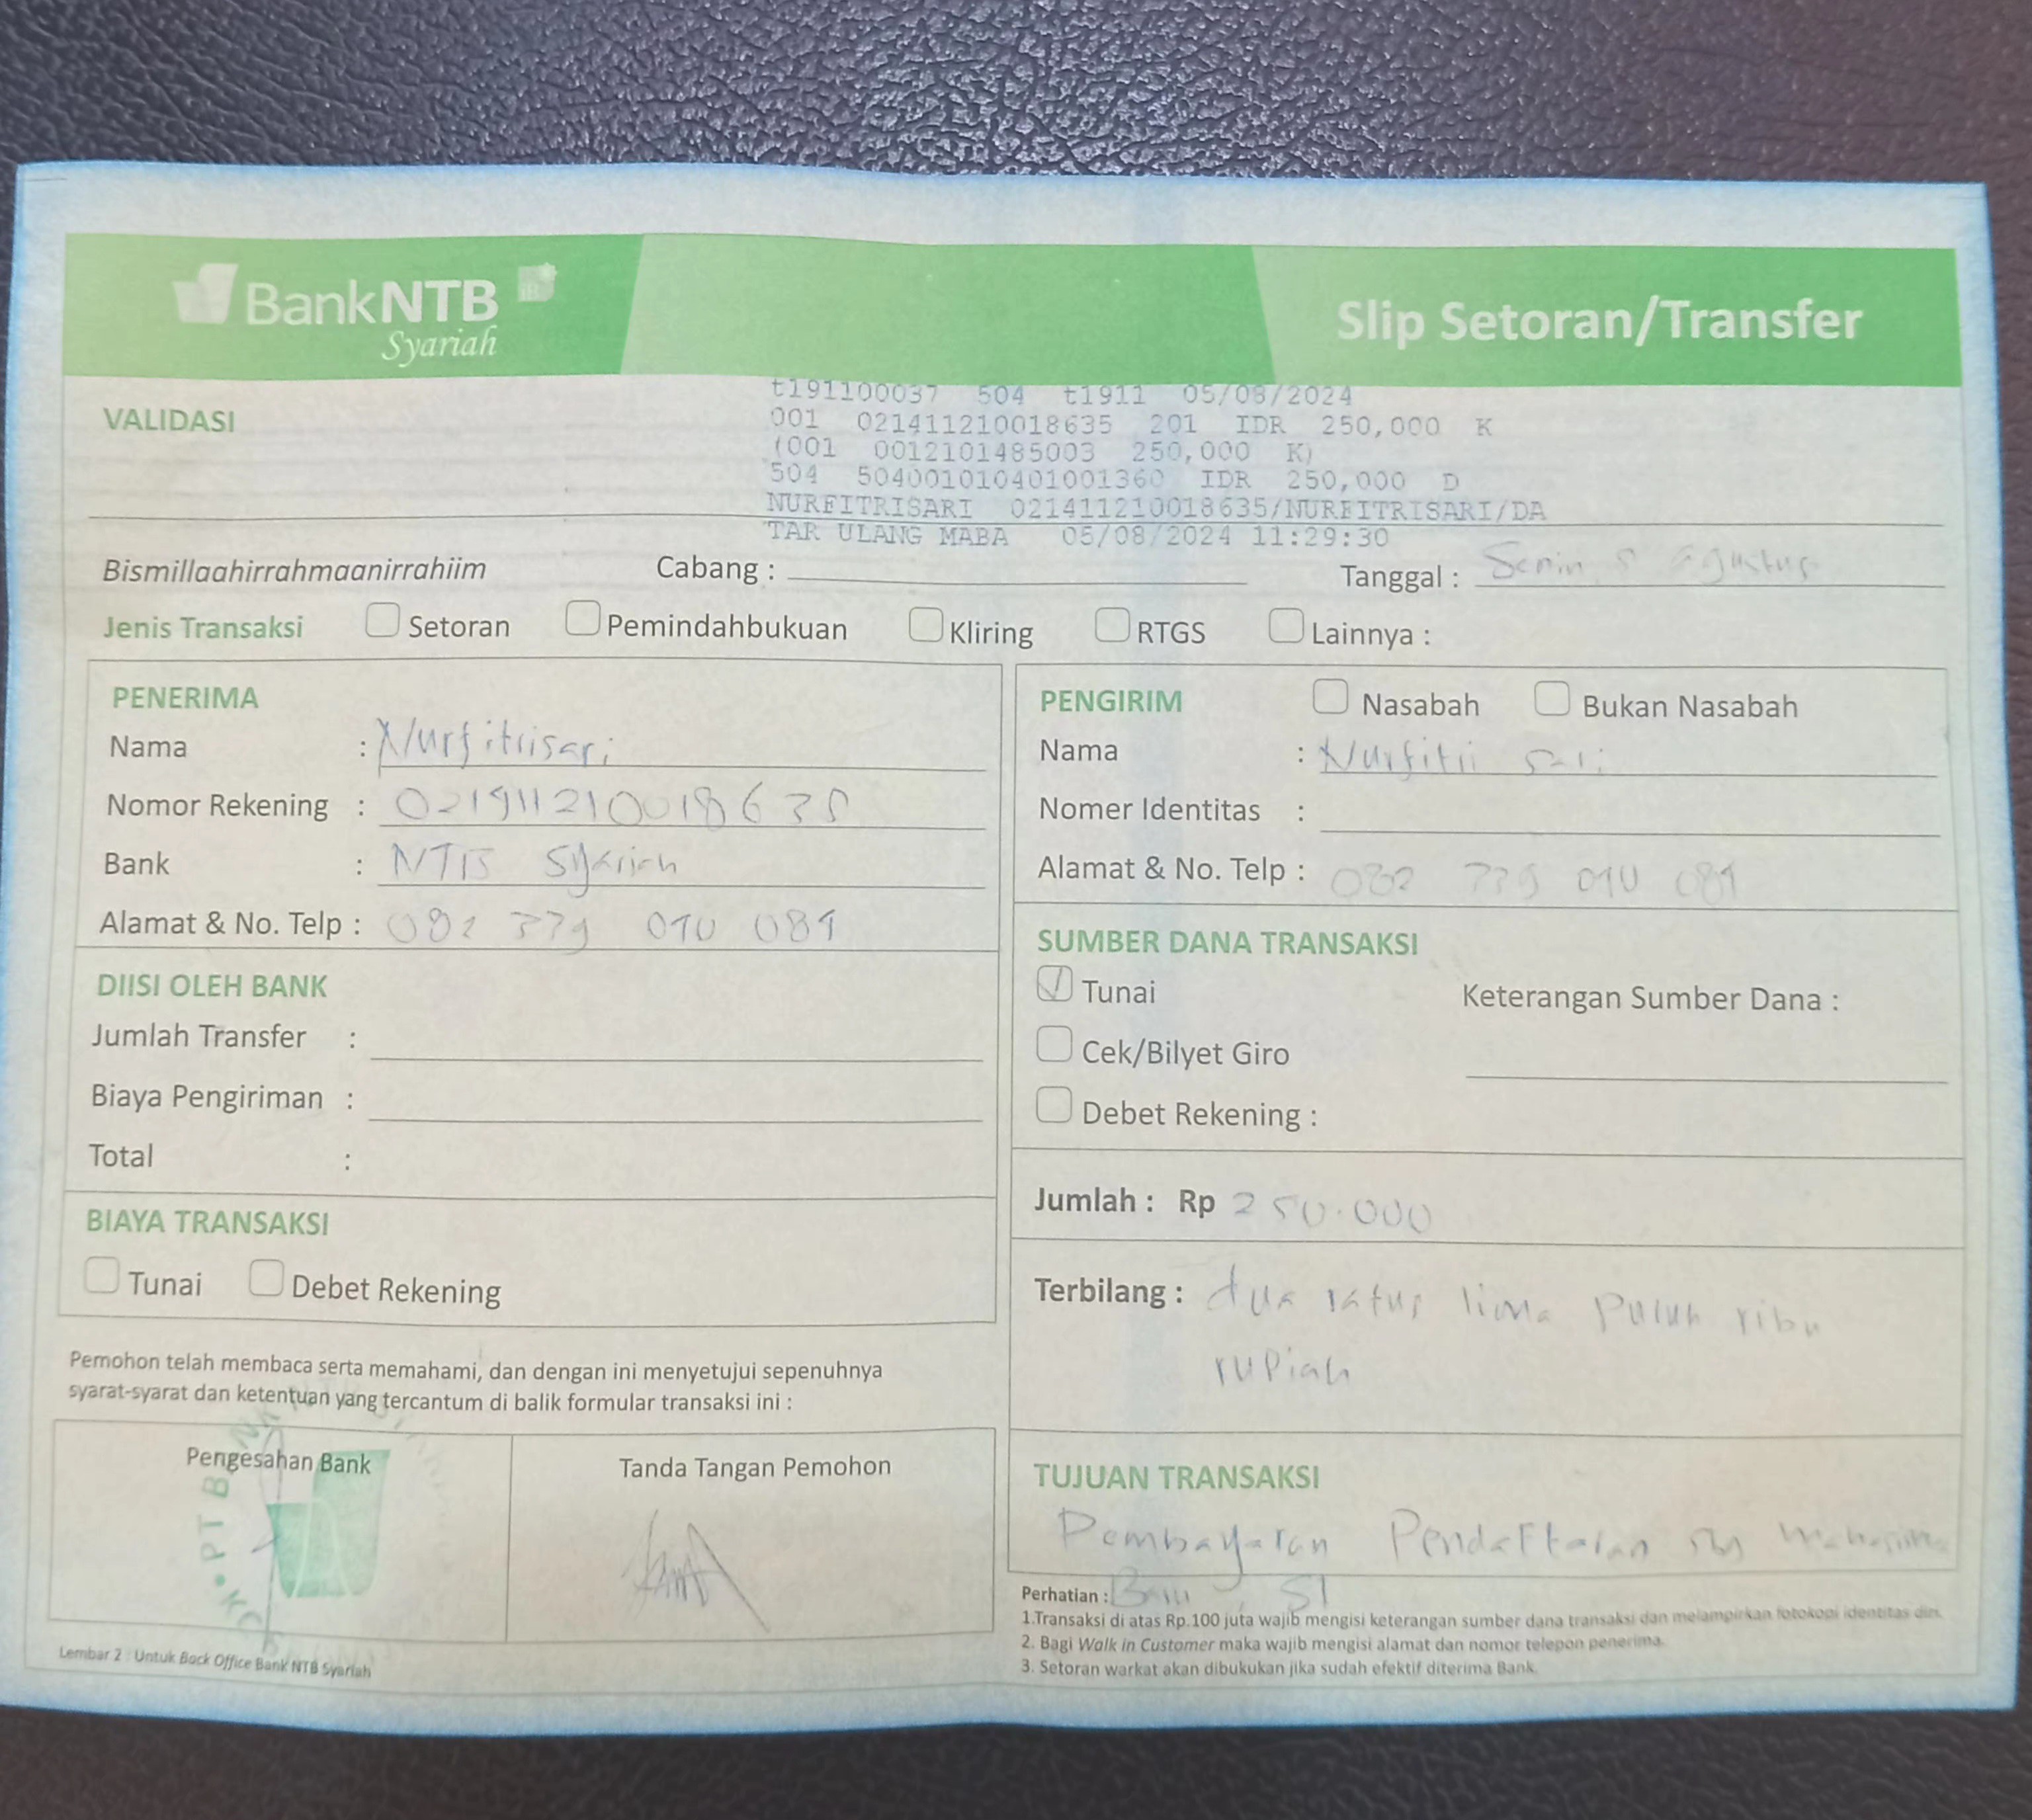 BankNTB
Syariah
iB
Slip Setoran/Transfer
t191100037 504 t1911 05/08/2024
VALIDASI
001 021411210018635 201 IDR 250,000 K
(001 0012101485003 250,000 K)
504 504001010401001360 IDR 250,000 D
NURFITRISARI 021411210018635/NURFITRISARI/DA
TAR ULANG MABA 05/08/2024 11:29:30
Bismillaahirrahmaanirrahiim Cabang : Tanggal : Senin 5 Agustus
Jenis Transaksi Setoran Pemindahbukuan Kliring RTGS Lainnya :
PENERIMA
Nama : Nurfitrisari
Nomor Rekening : 021411210018635
Bank : NTB Syariah
Alamat & No. Telp : 082 339 010 081
DIISI OLEH BANK
Jumlah Transfer :
Biaya Pengiriman :
Total :
BIAYA TRANSAKSI
Tunai Debet Rekening
Pemohon telah membaca serta memahami, dan dengan ini menyetujui sepenuhnya
syarat-syarat dan ketentuan yang tercantum di balik formular transaksi ini :
Pengesahan Bank
Tanda Tangan Pemohon
PT B
Lembar 2 : Untuk Back Office Bank NTB Syariah
PENGIRIM Nasabah Bukan Nasabah
Nama : Nurfitri sari
Nomer Identitas :
Alamat & No. Telp : 082 339 010 081
SUMBER DANA TRANSAKSI
Tunai Keterangan Sumber Dana :
Cek/Bilyet Giro
Debet Rekening :
Jumlah : Rp 250.000
Terbilang : dua ratus lima puluh ribu
rupiah
TUJUAN TRANSAKSI
Pembayaran Pendaftaran
Perhatian : Baru S1
1.Transaksi di atas Rp.100 juta wajib mengisi keterangan sumber dana transaksi dan melampirkan fotokopi identitas diri.
2. Bagi Walk in Customer maka wajib mengisi alamat dan nomor telepon penerima.
3. Setoran warkat akan dibukukan jika sudah efektif diterima Bank.